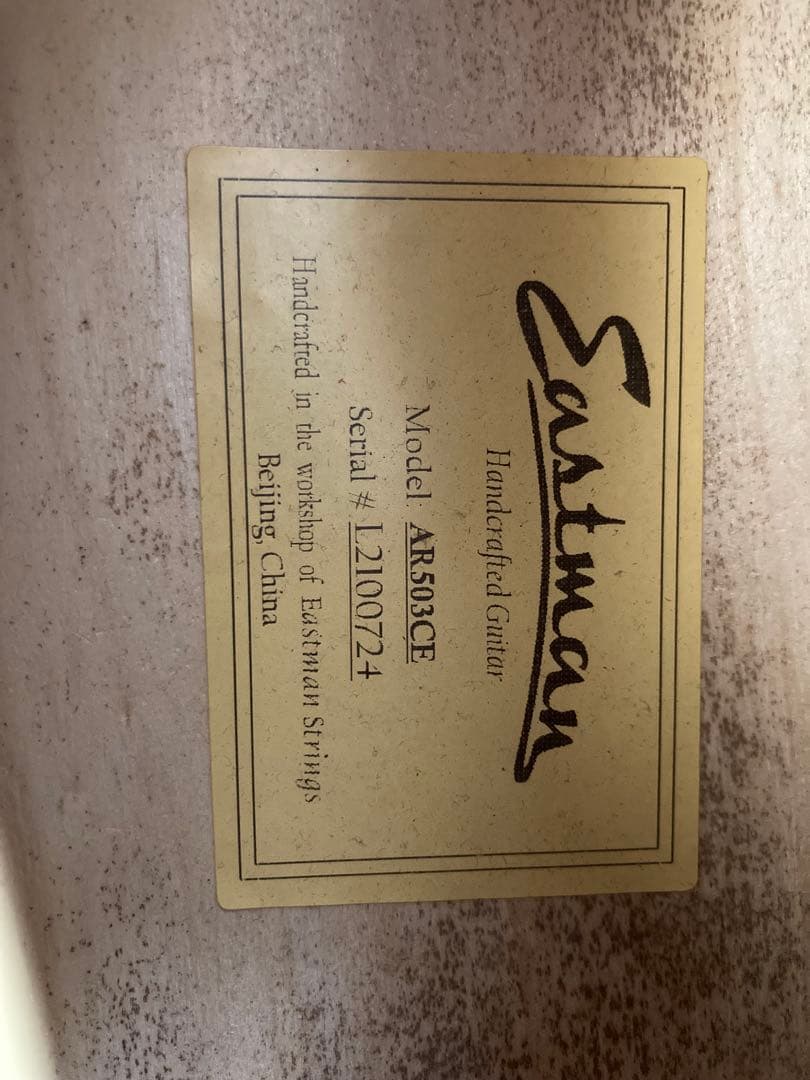 Eastman
Handcrafted Guitar
Model: AR503CE
Serial # L2100724
Handcrafted in the workshop of Eastman Strings
Beijing, China